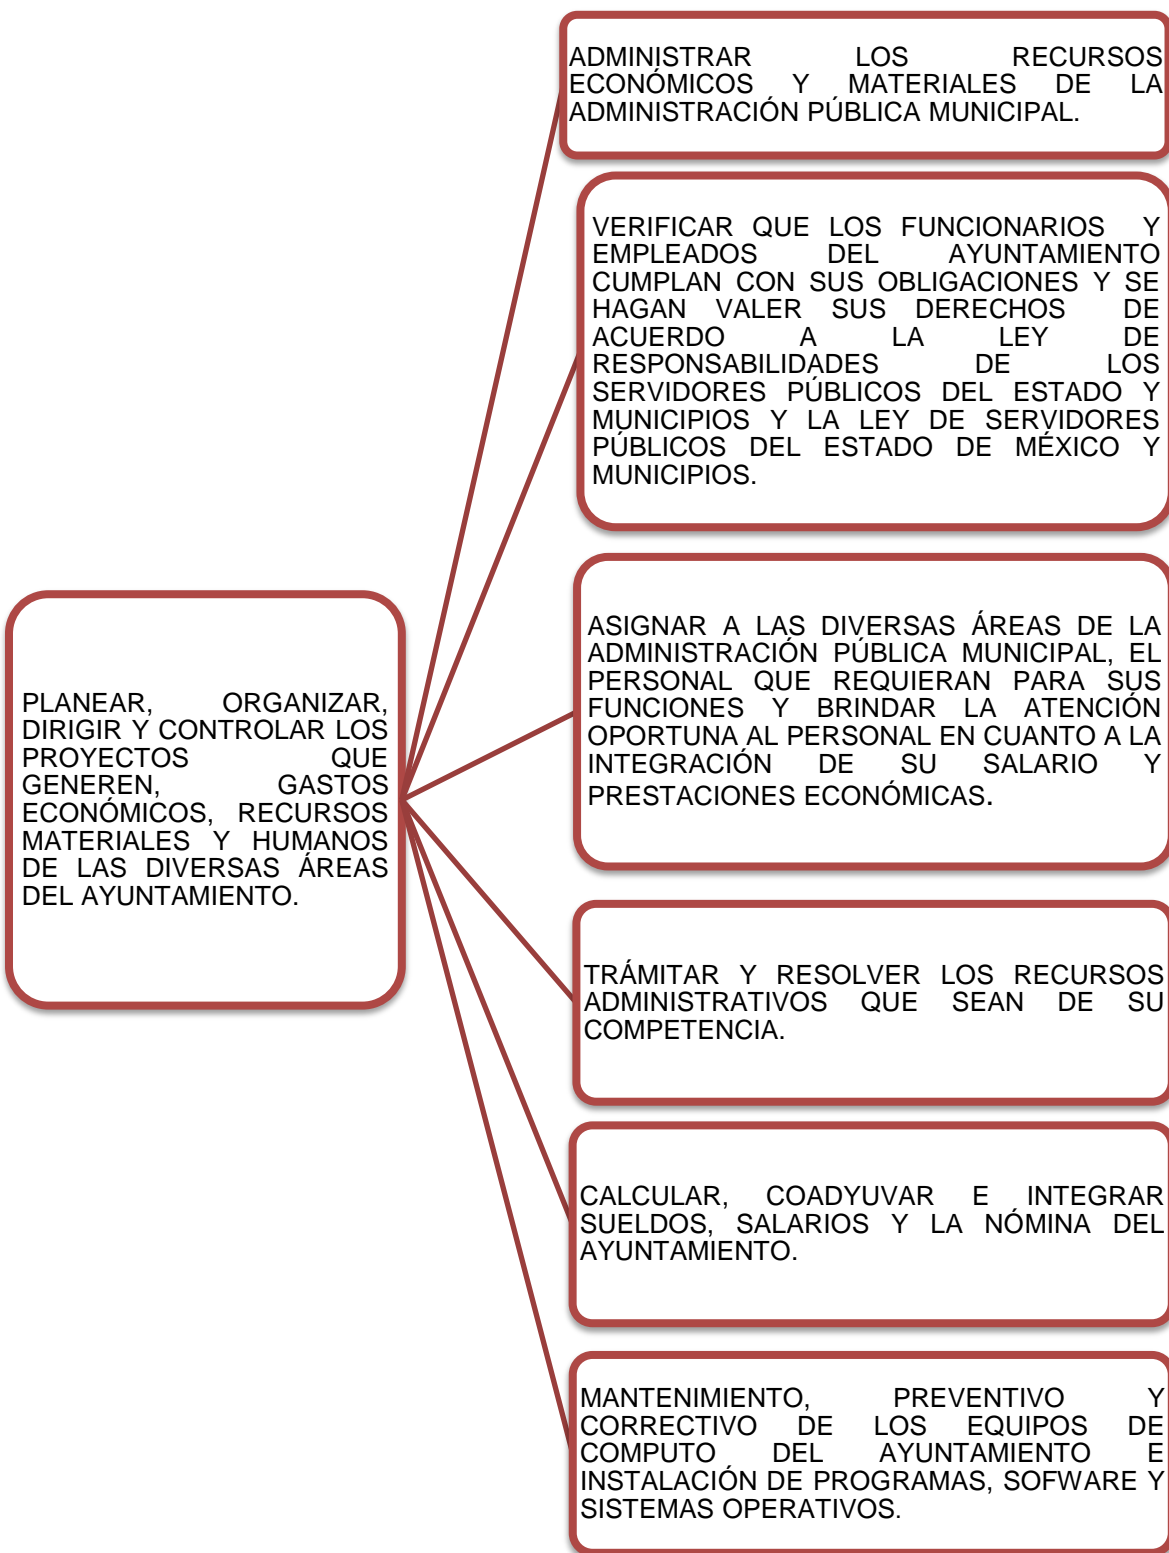 PLANEAR, ORGANIZAR,
DIRIGIR Y CONTROLAR LOS
PROYECTOS QUE
GENEREN, GASTOS
ECONÓMICOS, RECURSOS
MATERIALES Y HUMANOS
DE LAS DIVERSAS ÁREAS
DEL AYUNTAMIENTO.
ADMINISTRAR LOS RECURSOS
ECONÓMICOS Y MATERIALES DE LA
ADMINISTRACIÓN PÚBLICA MUNICIPAL.
VERIFICAR QUE LOS FUNCIONARIOS Y
EMPLEADOS DEL AYUNTAMIENTO
CUMPLAN CON SUS OBLIGACIONES Y SE
HAGAN VALER SUS DERECHOS DE
ACUERDO A LA LEY DE
RESPONSABILIDADES DE LOS
SERVIDORES PÚBLICOS DEL ESTADO Y
MUNICIPIOS Y LA LEY DE SERVIDORES
PÚBLICOS DEL ESTADO DE MÉXICO Y
MUNICIPIOS.
ASIGNAR A LAS DIVERSAS ÁREAS DE LA
ADMINISTRACIÓN PÚBLICA MUNICIPAL, EL
PERSONAL QUE REQUIERAN PARA SUS
FUNCIONES Y BRINDAR LA ATENCIÓN
OPORTUNA AL PERSONAL EN CUANTO A LA
INTEGRACIÓN DE SU SALARIO Y
PRESTACIONES ECONÓMICAS.
TRÁMITAR Y RESOLVER LOS RECURSOS
ADMINISTRATIVOS QUE SEAN DE SU
COMPETENCIA.
CALCULAR, COADYUVAR E INTEGRAR
SUELDOS, SALARIOS Y LA NÓMINA DEL
AYUNTAMIENTO.
MANTENIMIENTO, PREVENTIVO Y
CORRECTIVO DE LOS EQUIPOS DE
COMPUTO DEL AYUNTAMIENTO E
INSTALACIÓN DE PROGRAMAS, SOFWARE Y
SISTEMAS OPERATIVOS.